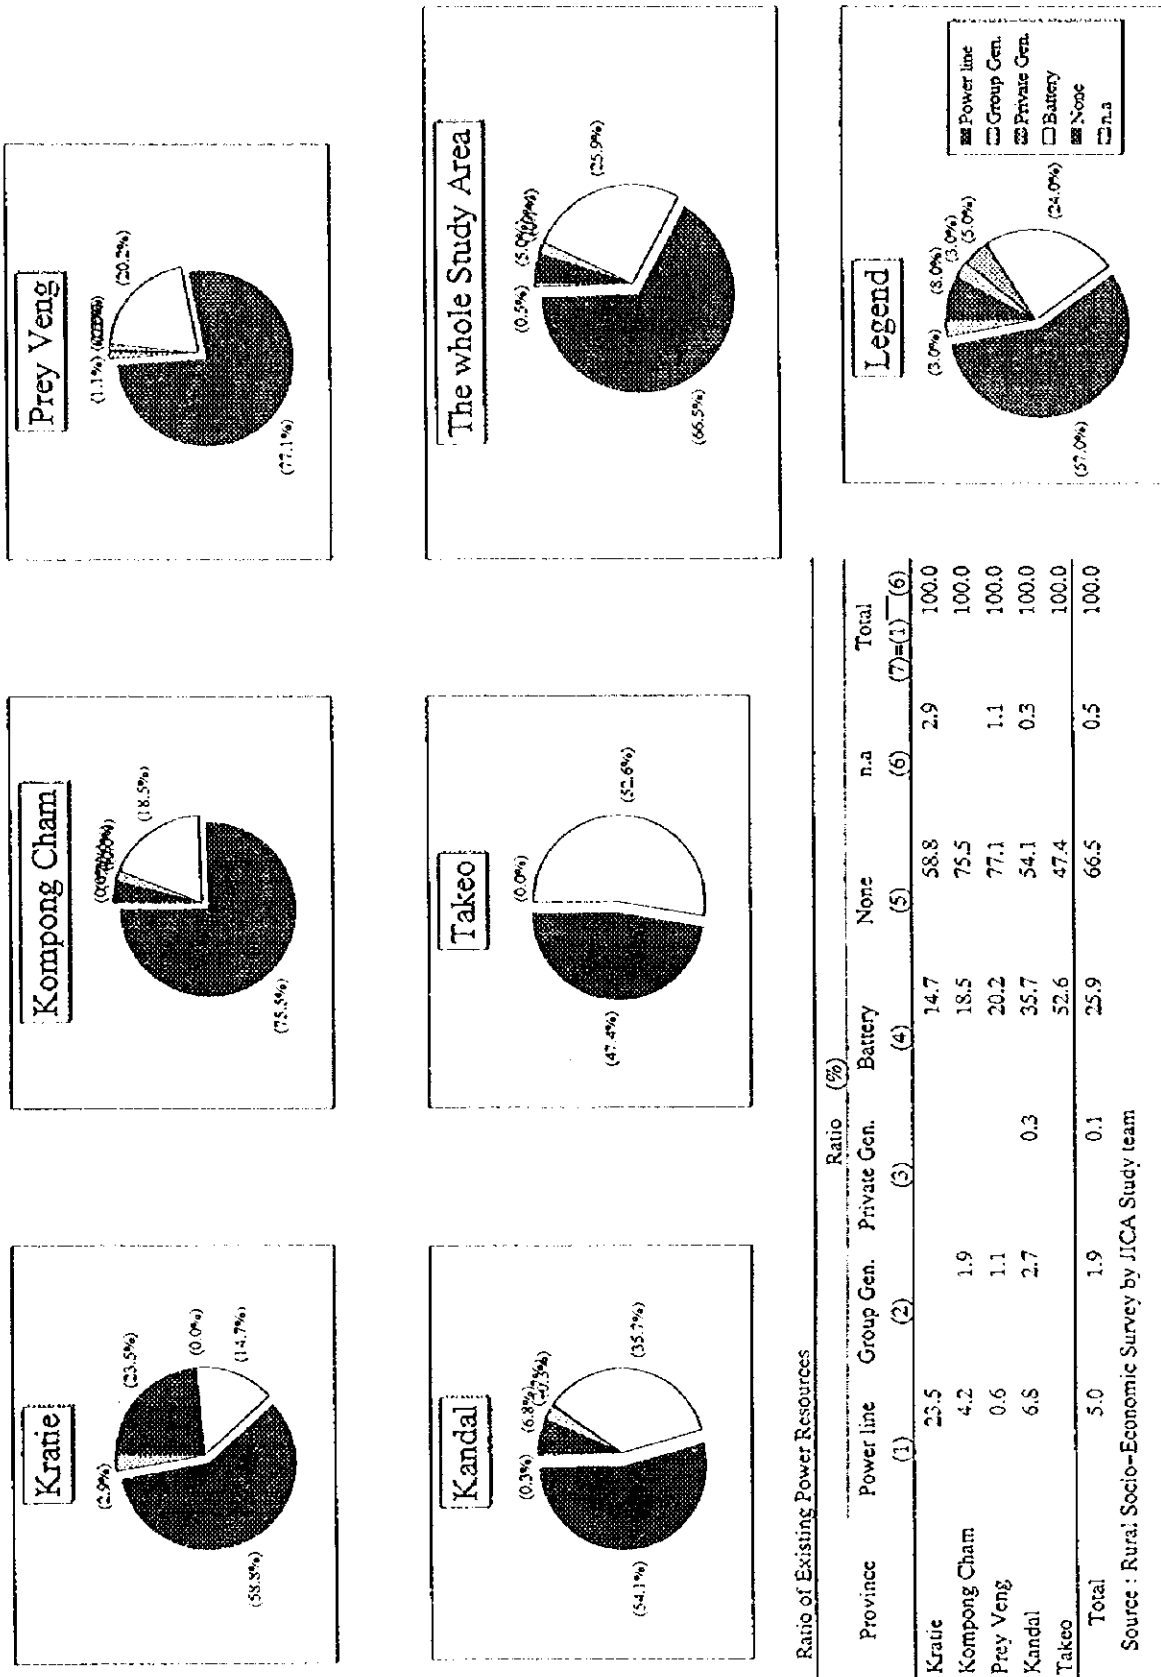 Kratie
(2.9%)
(23.5%)
(0.0%)
(14.7%)
(58.8%)
Kompong Cham
(18.5%)
(75.5%)
Prey Veng
(1.1%)
(20.2%)
(77.1%)
Kandal
(0.3%)
(6.8%)
(35.7%)
(54.1%)
Takeo
(0.0%)
(52.6%)
(47.4%)
The whole Study Area
(0.5%)
(5.0%)
(25.9%)
(66.5%)
Ratio of Existing Power Resources
Ratio (%)
Province Power line Group Gen. Private Gen. Battery None n.a Total
(1) (2) (3) (4) (5) (6) (7)=(1)‾(6)
Kratie 23.5 14.7 58.8 2.9 100.0
Kompong Cham 4.2 1.9 18.5 75.5 100.0
Prey Veng 0.6 1.1 20.2 77.1 1.1 100.0
Kandal 6.8 2.7 0.3 35.7 54.1 0.3 100.0
Takeo 52.6 47.4 100.0
Total 5.0 1.9 0.1 25.9 66.5 0.5 100.0
Source : Rural Socio-Economic Survey by JICA Study team
Legend
(3.0%)
(8.0%)
(3.0%)
(5.0%)
(24.0%)
(57.0%)
Power line
Group Gen.
Private Gen.
Battery
None
n.a